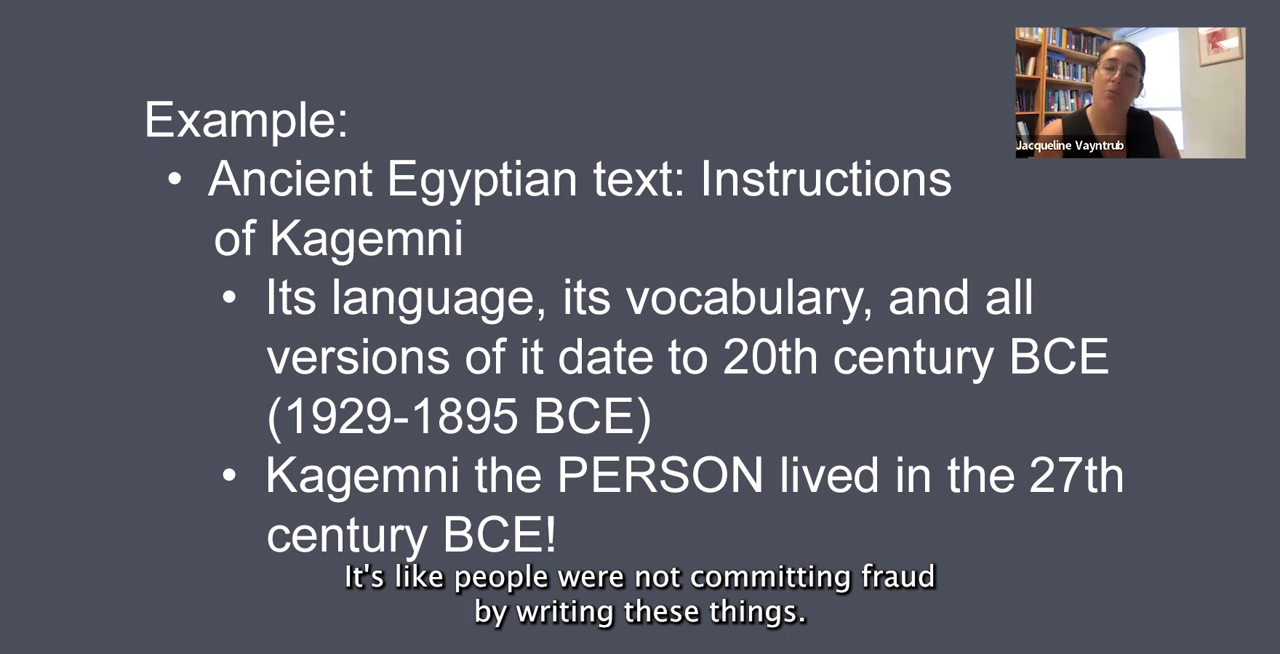 Example:
• Ancient Egyptian text: Instructions
of Kagemni
• Its language, its vocabulary, and all
versions of it date to 20th century BCE
(1929-1895 BCE)
• Kagemni the PERSON lived in the 27th
century BCE!
Jacqueline Vayntrub
It's like people were not committing fraud
by writing these things.